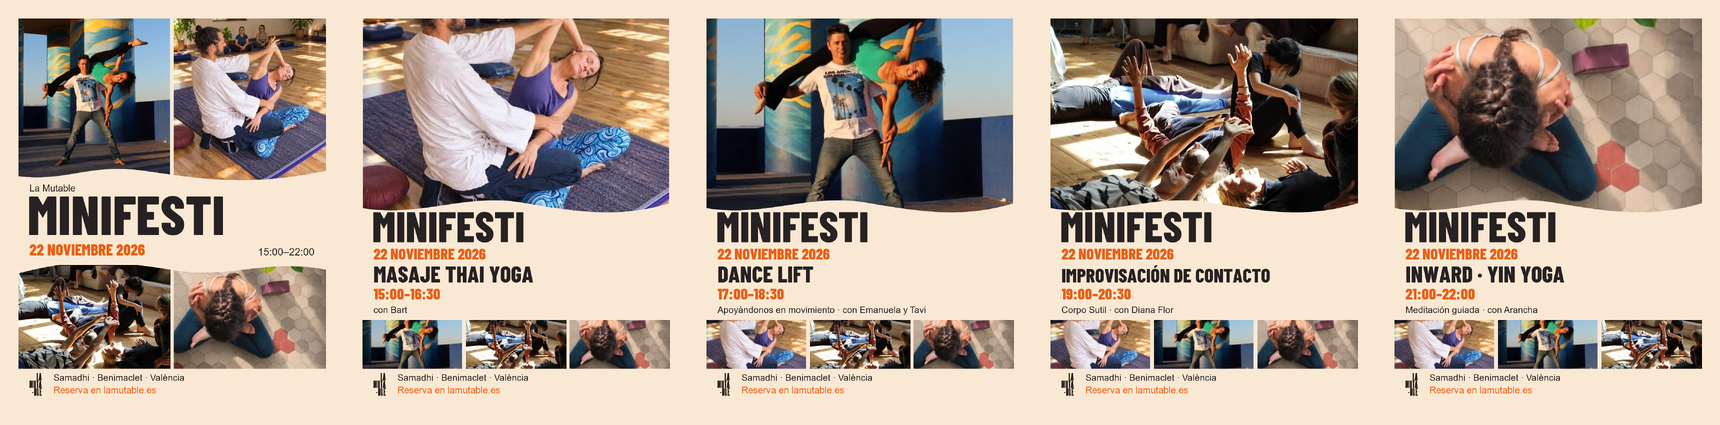 La Mutable
MINIFESTI
22 NOVIEMBRE 2026
15:00–22:00
Samadhi · Benimaclet · València
Reserva en lamutable.es
MINIFESTI
22 NOVIEMBRE 2026
MASAJE THAI YOGA
15:00-16:30
con Bart
Samadhi · Benimaclet · València
Reserva en lamutable.es
MINIFESTI
22 NOVIEMBRE 2026
DANCE LIFT
17:00-18:30
Apoyándonos en movimiento · con Emanuela y Tavi
Samadhi · Benimaclet · València
Reserva en lamutable.es
MINIFESTI
22 NOVIEMBRE 2026
IMPROVISACIÓN DE CONTACTO
19:00-20:30
Corpo Sutil · con Diana Flor
Samadhi · Benimaclet · València
Reserva en lamutable.es
MINIFESTI
22 NOVIEMBRE 2026
INWARD · YIN YOGA
21:00-22:00
Meditación guiada · con Arancha
Samadhi · Benimaclet · València
Reserva en lamutable.es